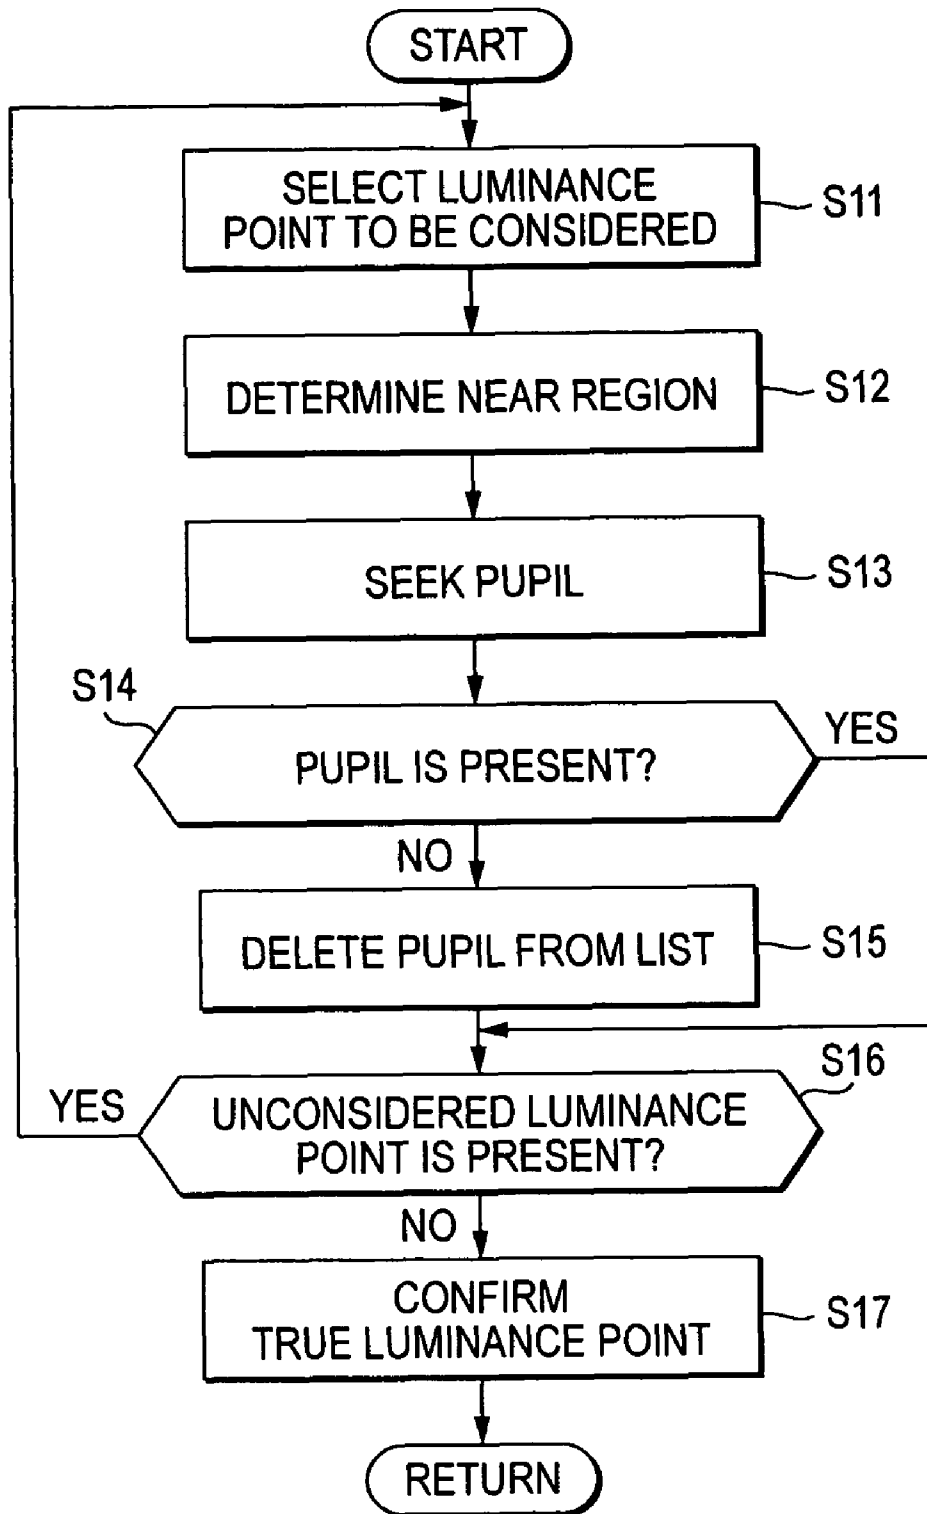 START
SELECT LUMINANCE
POINT TO BE CONSIDERED
S11
DETERMINE NEAR REGION
S12
SEEK PUPIL
S13
S14
PUPIL IS PRESENT?
YES
NO
DELETE PUPIL FROM LIST
S15
S16
YES
UNCONSIDERED LUMINANCE
POINT IS PRESENT?
NO
CONFIRM
TRUE LUMINANCE POINT
S17
RETURN